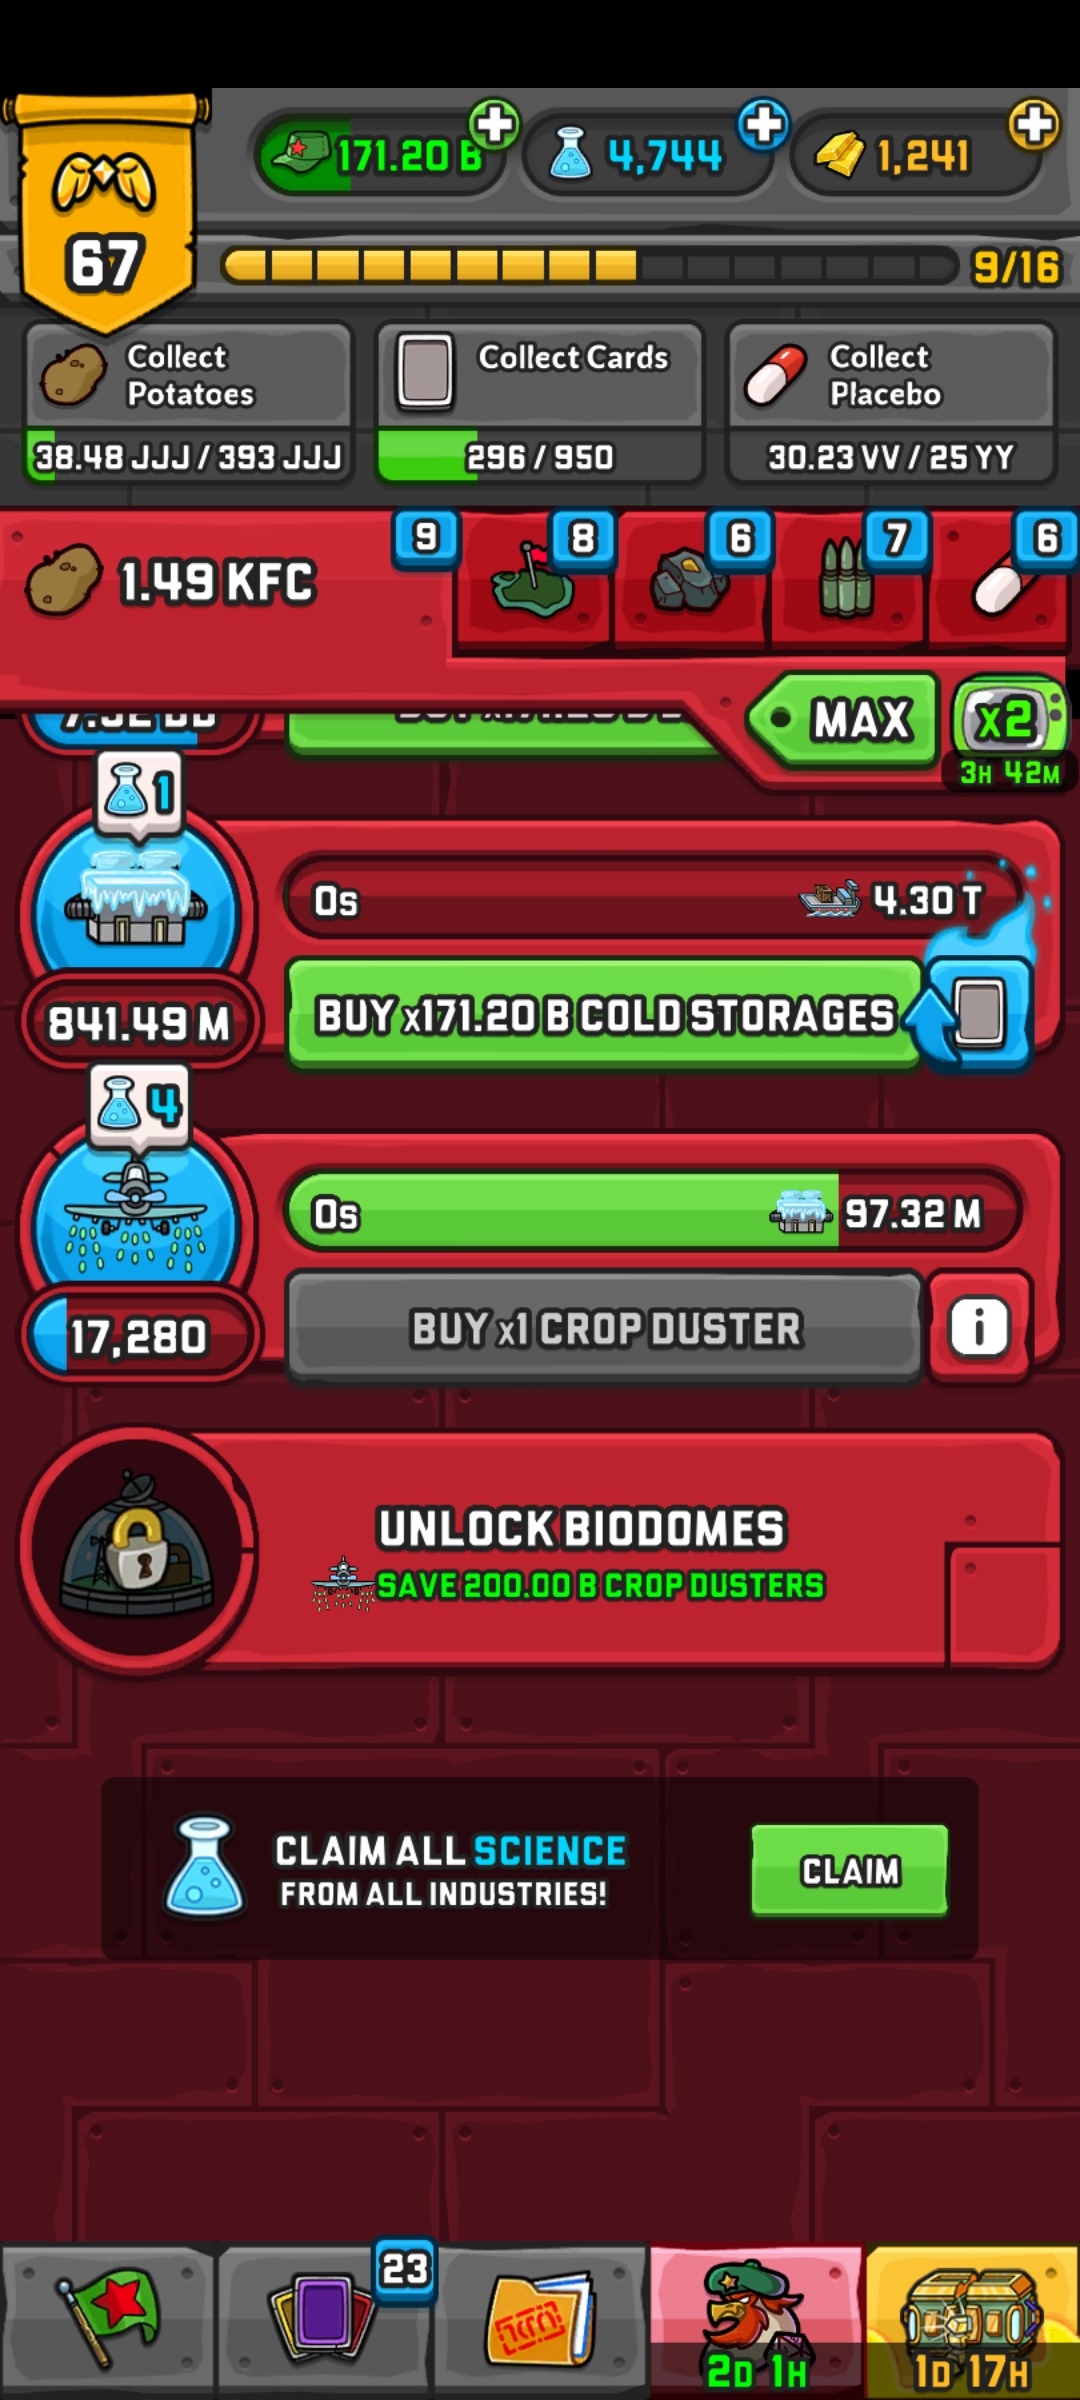 67
171.20 B
4,744
1,241
9/16
Collect
Potatoes
38.48 JJJ / 393 JJJ
Collect Cards
296 / 950
Collect
Placebo
30.23 VV / 25 YY
1.49 KFC
9
8
6
7
6
MAX
x2
3H 42M
1
0s
4.30 T
841.49 M
BUY x171.20 B COLD STORAGES
4
0s
97.32 M
17,280
BUY x1 CROP DUSTER
i
UNLOCK BIODOMES
SAVE 200.00 B CROP DUSTERS
CLAIM ALL SCIENCE
FROM ALL INDUSTRIES!
CLAIM
23
2D 1H
1D 17H